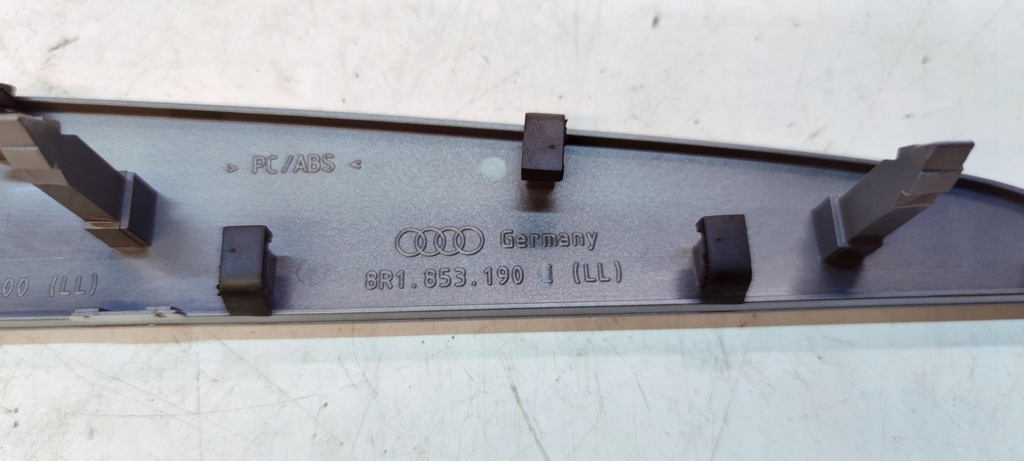 > PC/ABS <
Germany
8R1.853.190 (LL)
00 (LL)